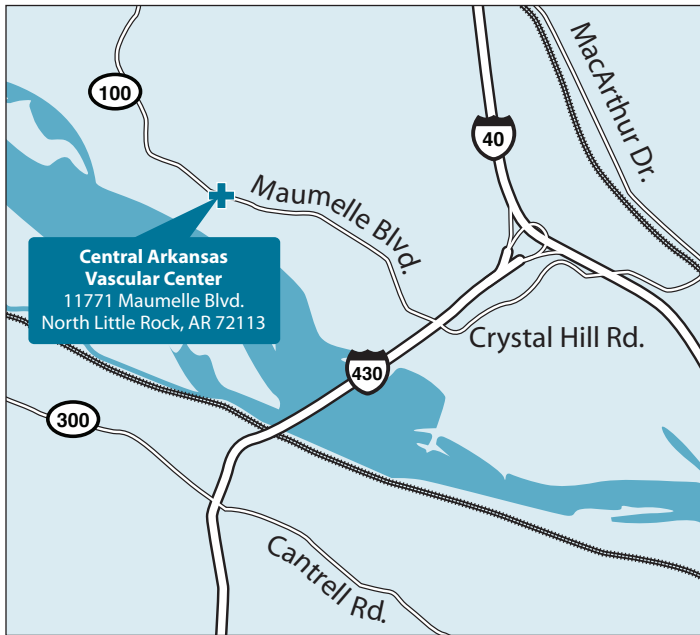 100
40
MacArthur Dr.
Maumelle Blvd.
Central Arkansas
Vascular Center
11771 Maumelle Blvd.
North Little Rock, AR 72113
Crystal Hill Rd.
430
300
Cantrell Rd.